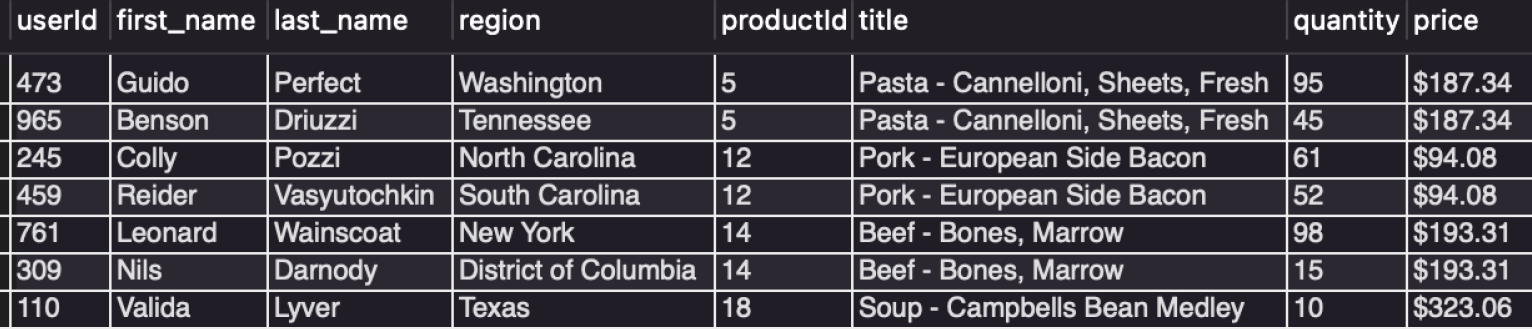 userId first_name last_name region productId title quantity price
473 Guido Perfect Washington 5 Pasta - Cannelloni, Sheets, Fresh 95 $187.34
965 Benson Driuzzi Tennessee 5 Pasta - Cannelloni, Sheets, Fresh 45 $187.34
245 Colly Pozzi North Carolina 12 Pork - European Side Bacon 61 $94.08
459 Reider Vasyutochkin South Carolina 12 Pork - European Side Bacon 52 $94.08
761 Leonard Wainscoat New York 14 Beef - Bones, Marrow 98 $193.31
309 Nils Darnody District of Columbia 14 Beef - Bones, Marrow 15 $193.31
110 Valida Lyver Texas 18 Soup - Campbells Bean Medley 10 $323.06